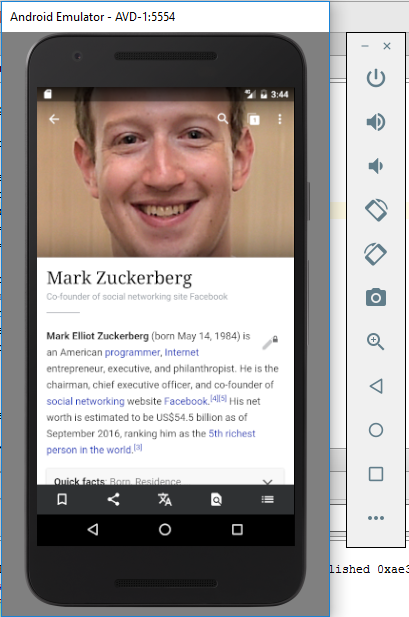 Android Emulator - AVD-1:5554
3:44
1
Mark Zuckerberg
Co-founder of social networking site Facebook
Mark Elliot Zuckerberg (born May 14, 1984) is
an American programmer, Internet
entrepreneur, executive, and philanthropist. He is the
chairman, chief executive officer, and co-founder of
social networking website Facebook.[4][5] His net
worth is estimated to be US$54.5 billion as of
September 2016, ranking him as the 5th richest
person in the world.[3]
Quick facts: Born, Residence
lished 0xae3